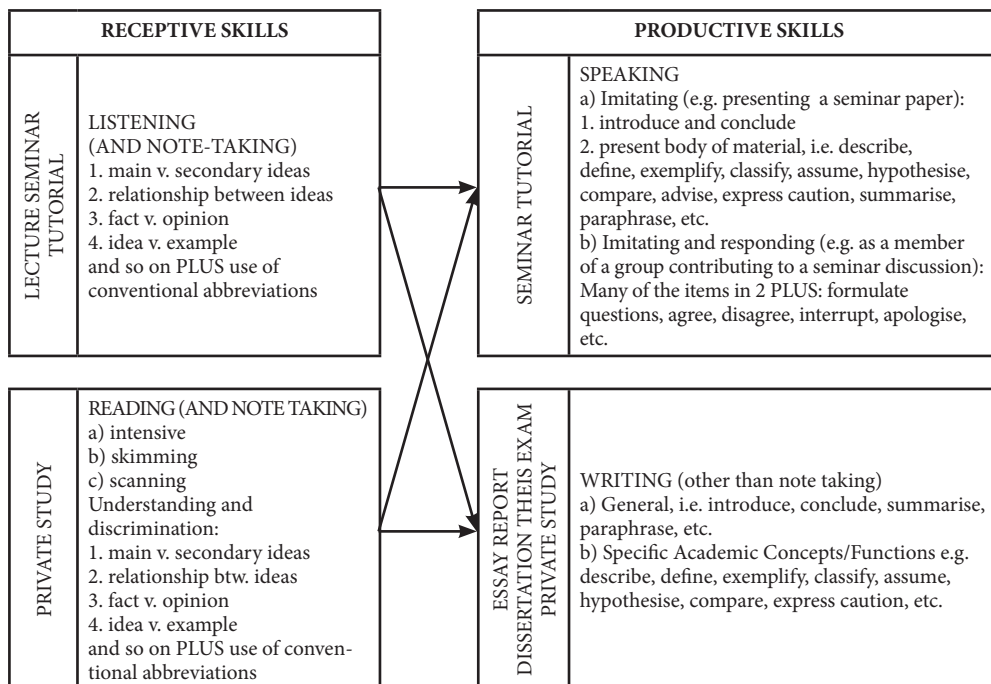 RECEPTIVE SKILLS
LECTURE SEMINAR
TUTORIAL
LISTENING
(AND NOTE-TAKING)
1. main v. secondary ideas
2. relationship between ideas
3. fact v. opinion
4. idea v. example
and so on PLUS use of
conventional abbreviations
PRODUCTIVE SKILLS
SEMINAR TUTORIAL
SPEAKING
a) Imitating (e.g. presenting a seminar paper):
1. introduce and conclude
2. present body of material, i.e. describe,
define, exemplify, classify, assume, hypothesise,
compare, advise, express caution, summarise,
paraphrase, etc.
b) Imitating and responding (e.g. as a member
of a group contributing to a seminar discussion):
Many of the items in 2 PLUS: formulate
questions, agree, disagree, interrupt, apologise,
etc.
PRIVATE STUDY
READING (AND NOTE TAKING)
a) intensive
b) skimming
c) scanning
Understanding and
discrimination:
1. main v. secondary ideas
2. relationship btw. ideas
3. fact v. opinion
4. idea v. example
and so on PLUS use of conven-
tional abbreviations
ESSAY REPORT
DISSERTATION THEIS EXAM
PRIVATE STUDY
WRITING (other than note taking)
a) General, i.e. introduce, conclude, summarise,
paraphrase, etc.
b) Specific Academic Concepts/Functions e.g.
describe, define, exemplify, classify, assume,
hypothesise, compare, express caution, etc.